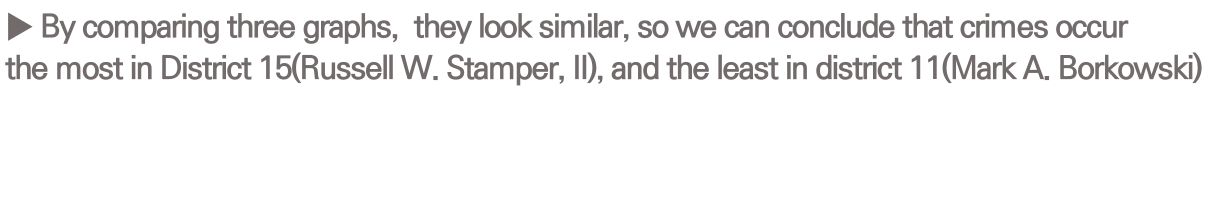 ▶ By comparing three graphs,  they look similar, so we can conclude that crimes occur
the most in District 15(Russell W. Stamper, II), and the least in district 11(Mark A. Borkowski)